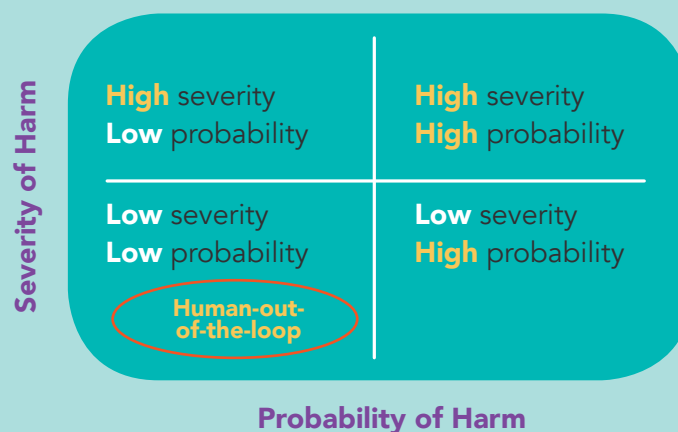 Severity of Harm
High severity
Low probability
High severity
High probability
Low severity
Low probability
Low severity
High probability
Human-out-
of-the-loop
Probability of Harm